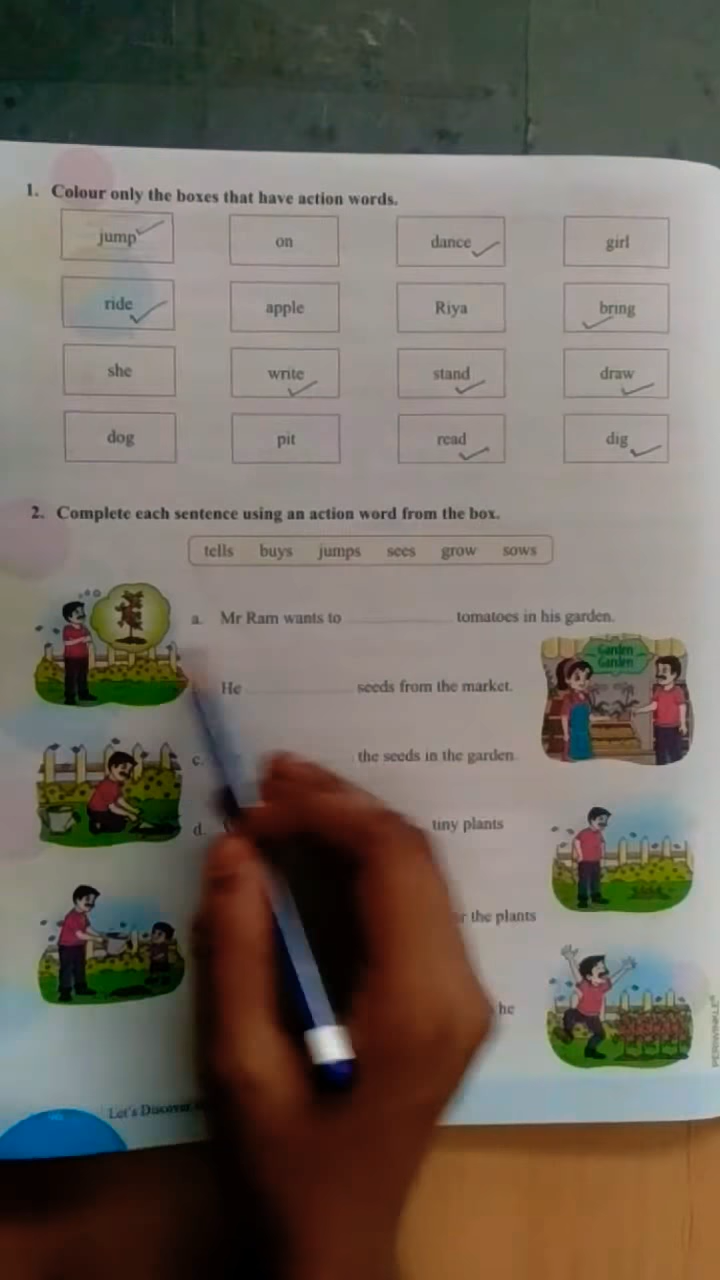 1. Colour only the boxes that have action words.
jump on dance girl
ride apple Riya bring
she write stand draw
dog pit read dig
2. Complete each sentence using an action word from the box.
tells buys jumps sees grow sows
a. Mr Ram wants to tomatoes in his garden.
Garden
Garden
He seeds from the market.
c. the seeds in the garden.
d. tiny plants
the plants
he
Let's Discover
PERIWINKLE